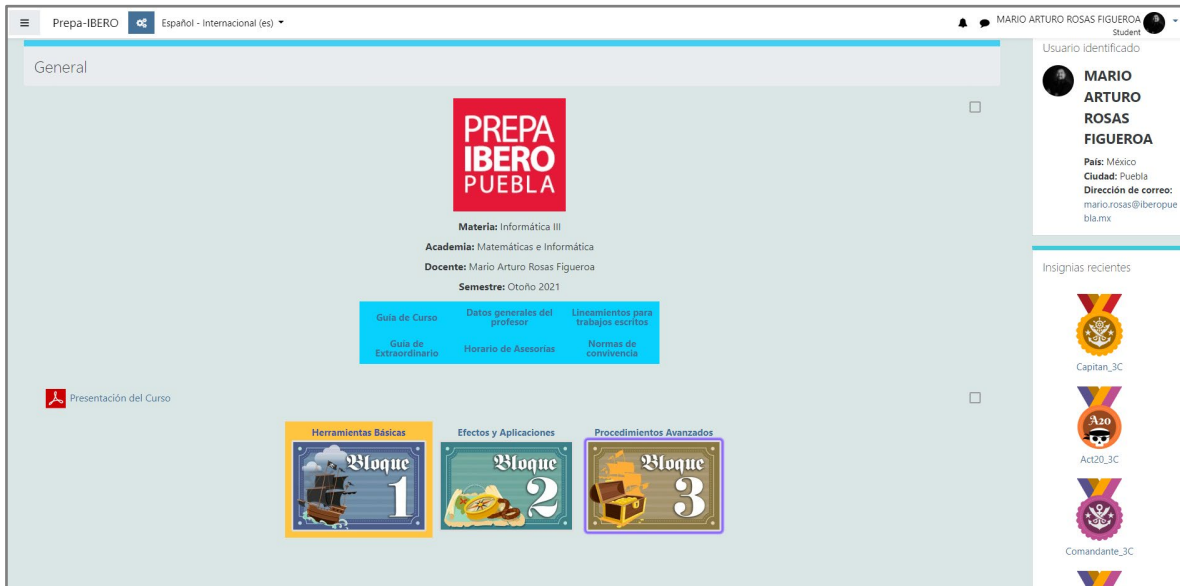 Prepa-IBERO
Español - Internacional (es)
MARIO ARTURO ROSAS FIGUEROA
Student
General
PREPA
IBERO
PUEBLA
Materia: Informática III
Academia: Matemáticas e Informática
Docente: Mario Arturo Rosas Figueroa
Semestre: Otoño 2021
Guía de Curso
Datos generales del
profesor
Lineamientos para
trabajos escritos
Guía de
Extraordinario
Horario de Asesorías
Normas de
convivencia
Presentación del Curso
Herramientas Básicas
Efectos y Aplicaciones
Procedimientos Avanzados
Bloque
1
Bloque
2
Bloque
3
Usuario identificado
MARIO
ARTURO
ROSAS
FIGUEROA
País: México
Ciudad: Puebla
Dirección de correo:
mario.rosas@iberopue
bla.mx
Insignias recientes
Capitan_3C
A20
Act20_3C
Comandante_3C